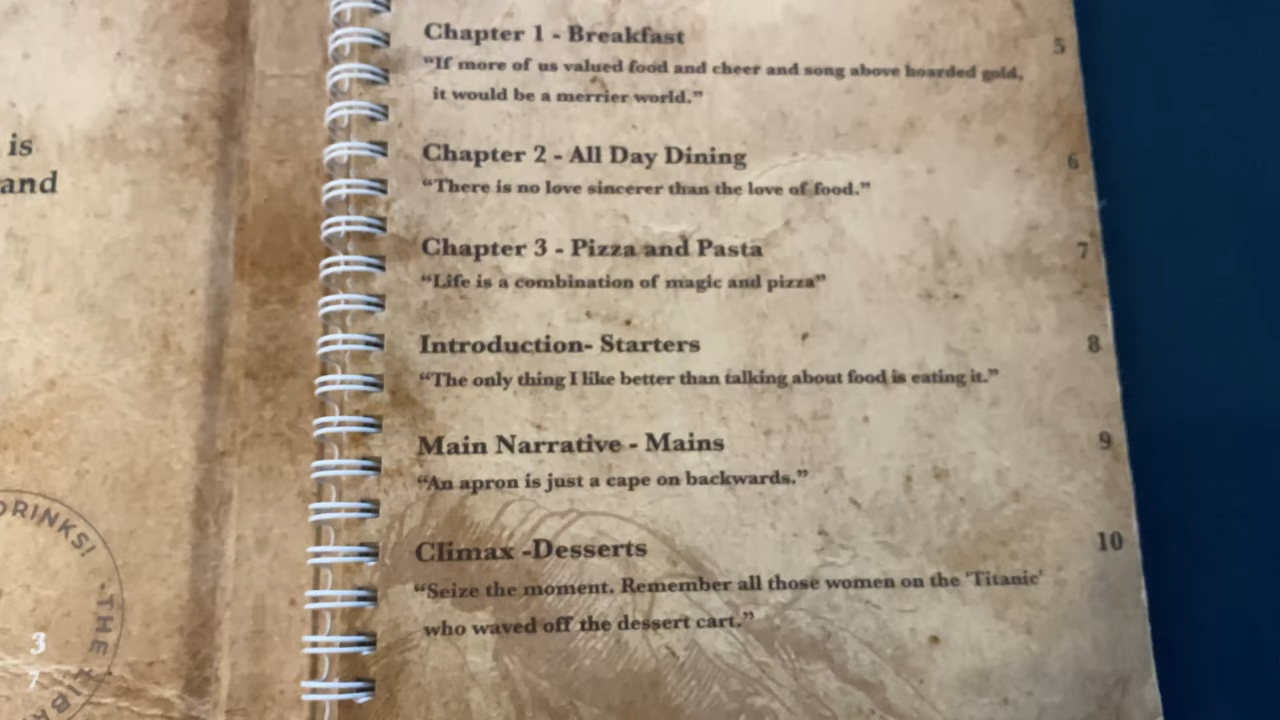 is
and
DRINKS!
-THE
3
7
Chapter 1 - Breakfast
5
“If more of us valued food and cheer and song above hoarded gold,
it would be a merrier world.”
Chapter 2 - All Day Dining
6
“There is no love sincerer than the love of food.”
Chapter 3 - Pizza and Pasta
7
“Life is a combination of magic and pizza”
Introduction- Starters
8
“The only thing I like better than talking about food is eating it.”
Main Narrative - Mains
9
“An apron is just a cape on backwards.”
Climax -Desserts
10
“Seize the moment. Remember all those women on the 'Titanic'
who waved off the dessert cart.”